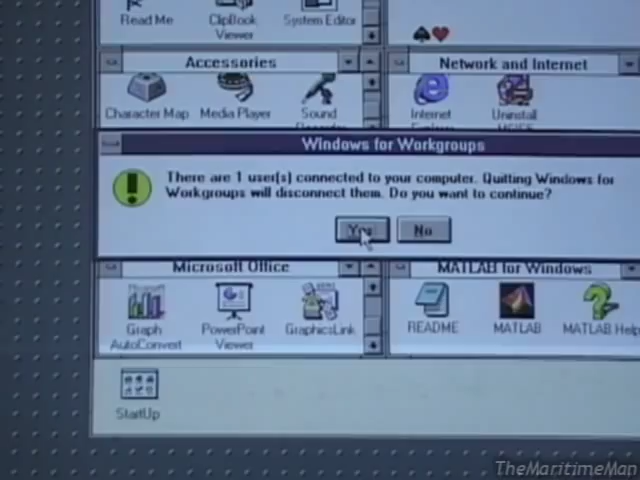 Read Me
ClipBook
Viewer
System Editor
Accessories
Network and Internet
Character Map
Media Player
Sound
Internet
Uninstall
Windows for Workgroups
There are 1 user(s) connected to your computer. Quitting Windows for
Workgroups will disconnect them. Do you want to continue?
Yes
No
Microsoft Office
MATLAB for Windows
Graph
AutoConvert
PowerPoint
Viewer
GraphicsLink
README
MATLAB
MATLAB Help
StartUp
TheMaritimeMan